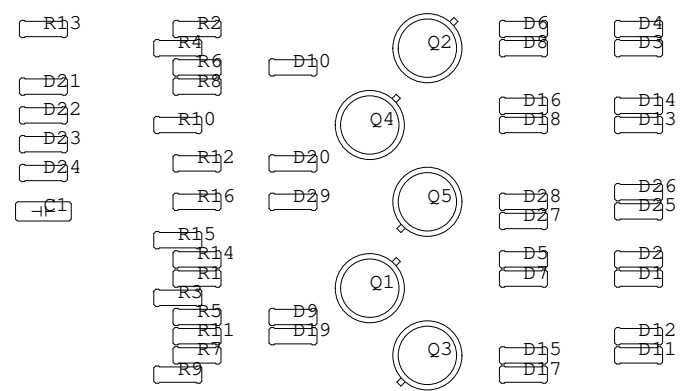 R13 R2 D6 D4
R4 Q2 D8 D3
R6 D10
D21 R8
D22 D16 D14
R10 Q4 D18 D13
D23
D24 R12 D20
D26
C1 R16 D29 Q5 D28 D25
D27
R15
R14 D5 D2
R1 Q1 D7 D1
R3
R5 D9
R11 D19 D12
R7 Q3 D15 D11
R9 D17